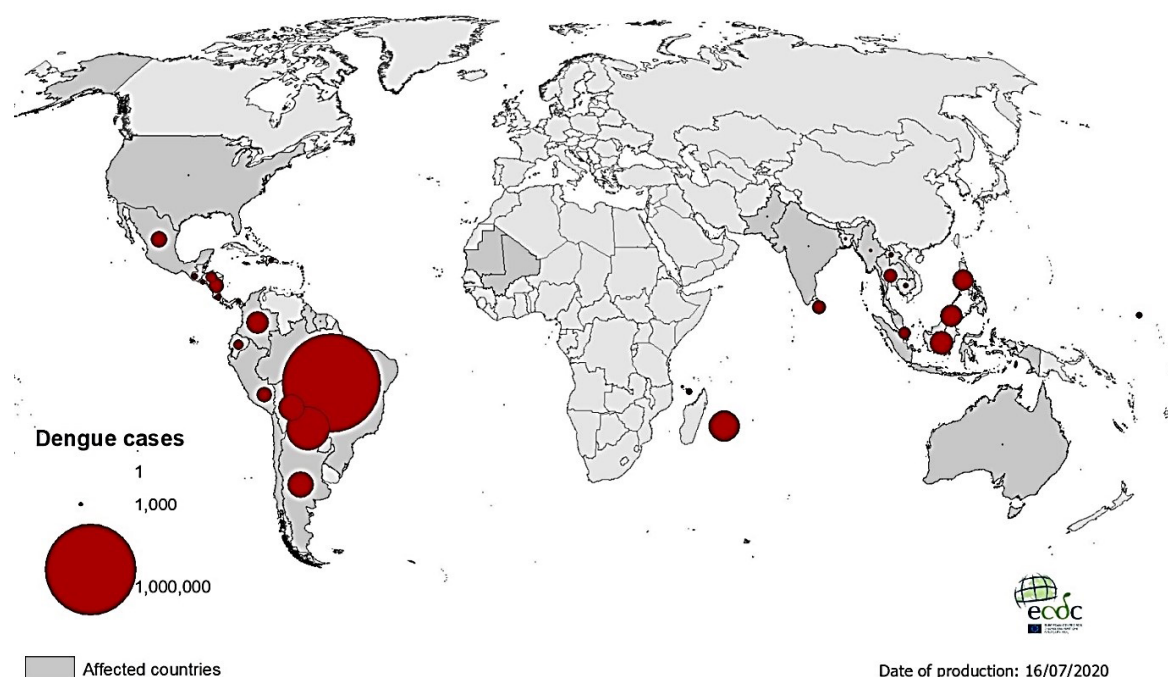 Dengue cases
1
1,000
1,000,000
Affected countries
ecdc
Date of production: 16/07/2020